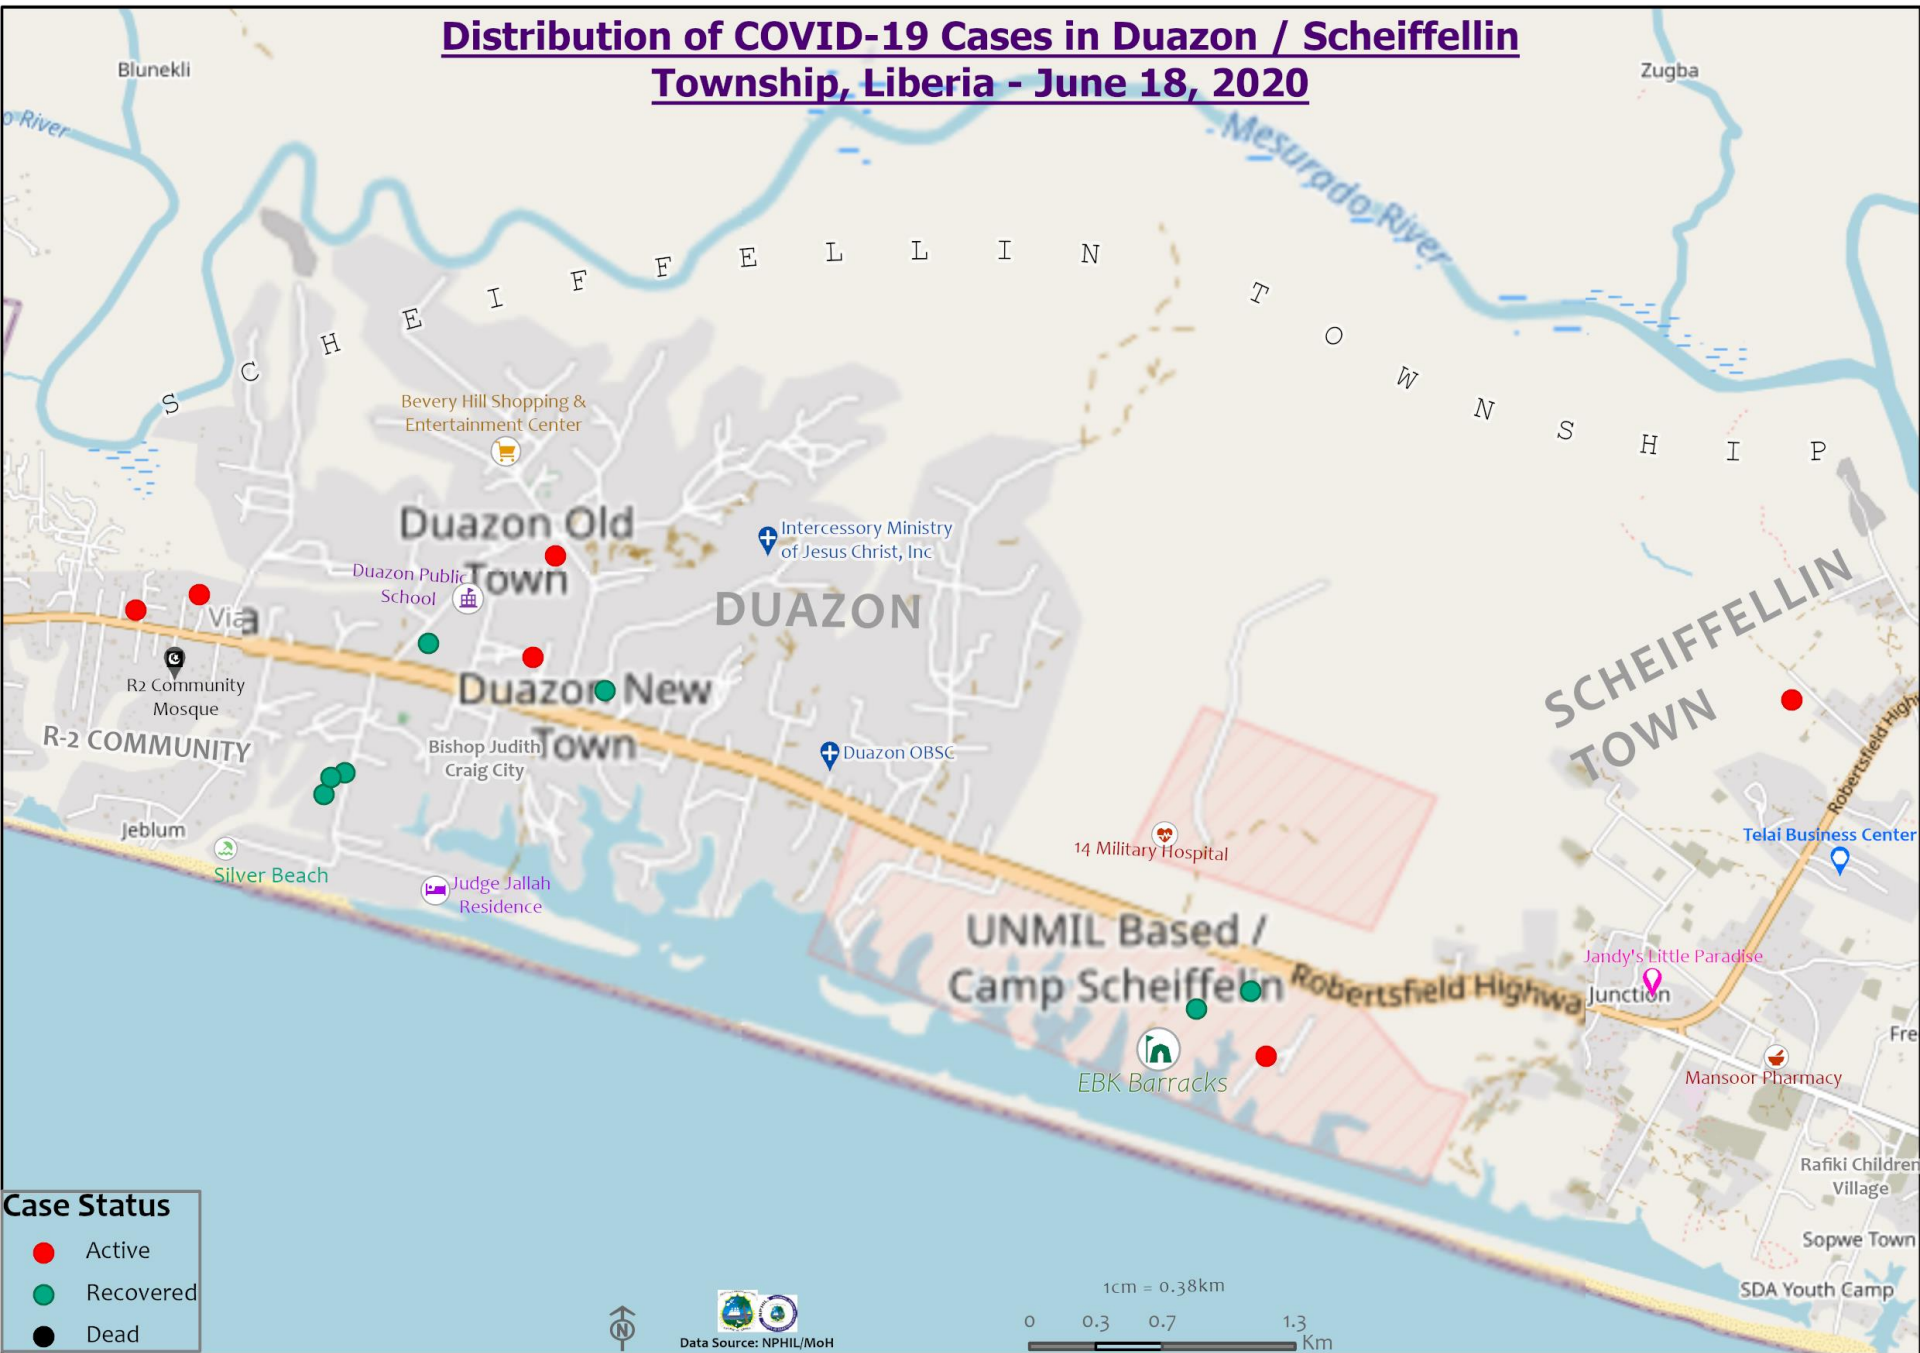 Distribution of COVID-19 Cases in Duazon / Scheiffellin
Township, Liberia - June 18, 2020
Blunekli
Zugba
River
Mesurado River
SCHEIFFELLIN TOWNSHIP
Bevery Hill Shopping &
Entertainment Center
Duazon Old
Town
Intercessory Ministry
of Jesus Christ, Inc
Duazon Public
School
DUAZON
Via
SCHEIFFELLIN
TOWN
R2 Community
Mosque
Duazon New
Town
R-2 COMMUNITY
Bishop Judith
Craig City
Duazon OBSC
Jeblum
Silver Beach
Judge Jallah
Residence
14 Military Hospital
Robertsfield High
Telai Business Center
UNMIL Based /
Camp Scheiffelin
Robertsfield Highwa
Jandy's Little Paradise
Junction
Fre
EBK Barracks
Mansoor Pharmacy
Rafiki Children
Village
Sopwe Town
SDA Youth Camp
Case Status
Active
Recovered
Dead
N
Data Source: NPHIL/MoH
1cm = 0.38km
0 0.3 0.7 1.3
Km